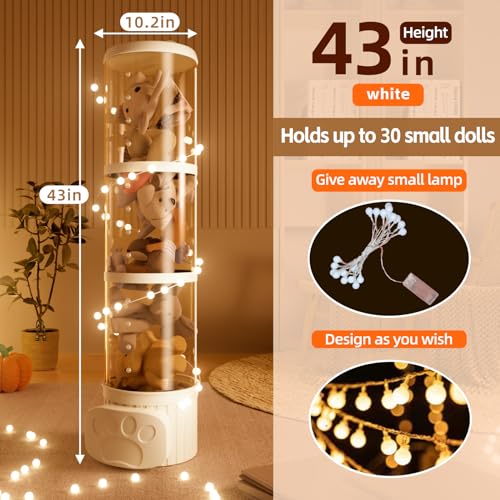 10.2in
43in
43 in
Height
white
Holds up to 30 small dolls
Give away small lamp
Design as you wish